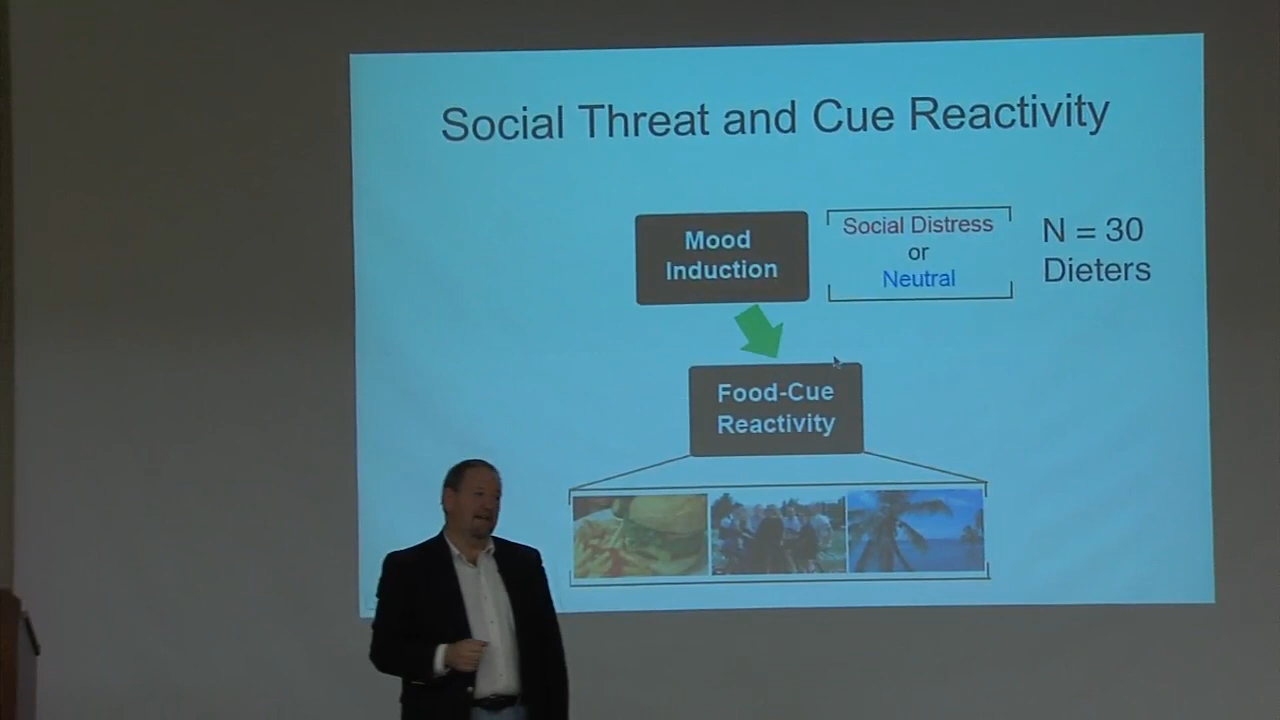 Social Threat and Cue Reactivity
Mood
Induction
Social Distress
or
Neutral
N = 30
Dieters
Food-Cue
Reactivity